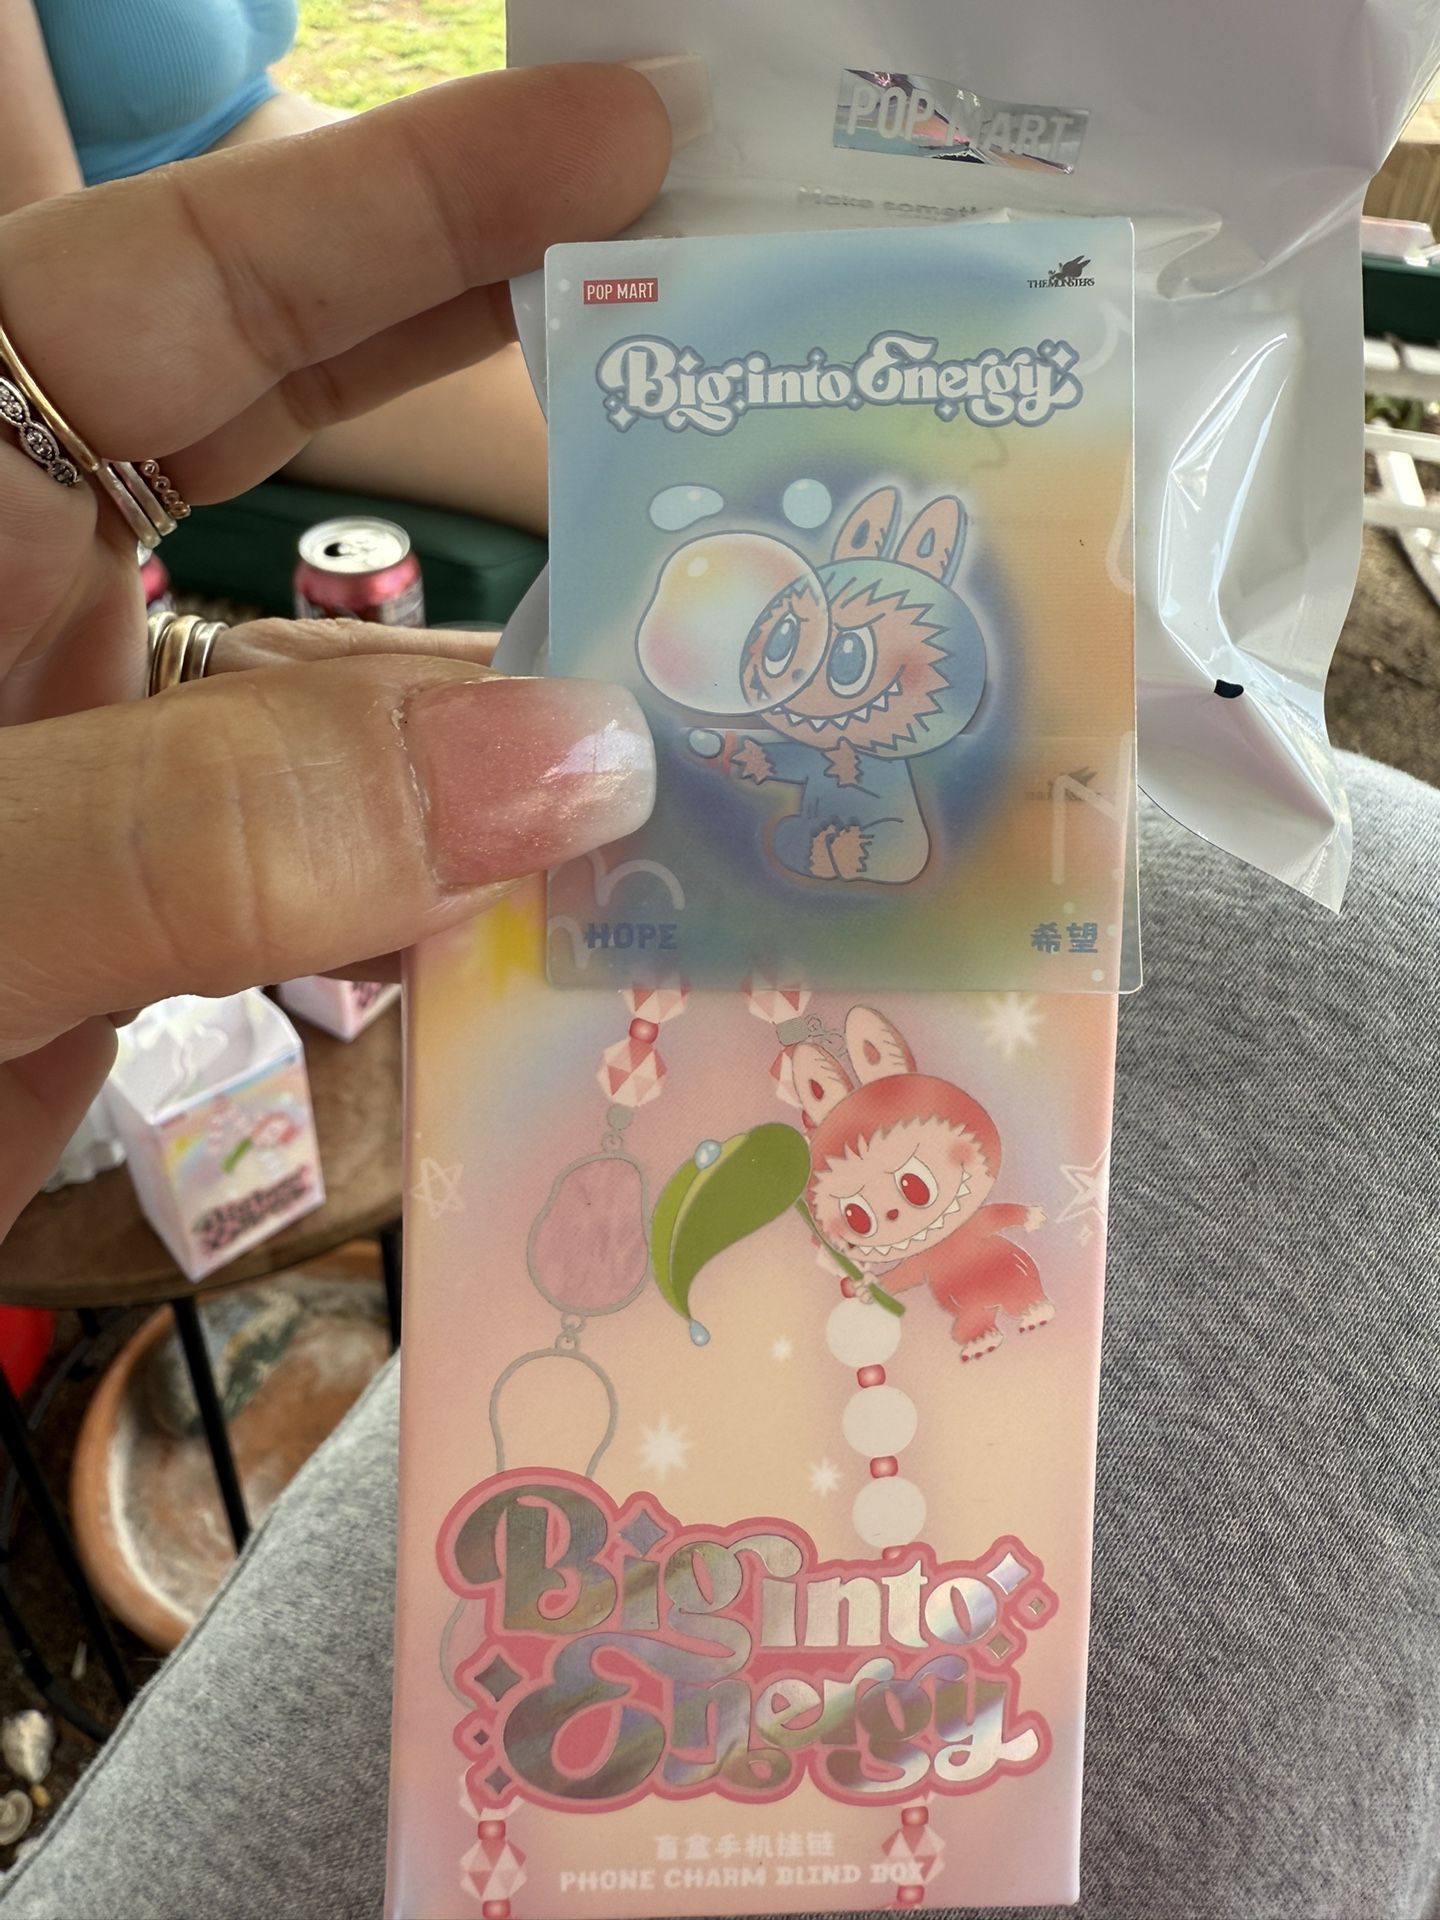 POP MART
Make
POP MART
THE MONSTERS
Big into Energy
HOPE
希望
Big into
Energy
盲盒手机挂链
PHONE CHARM BLIND BOX